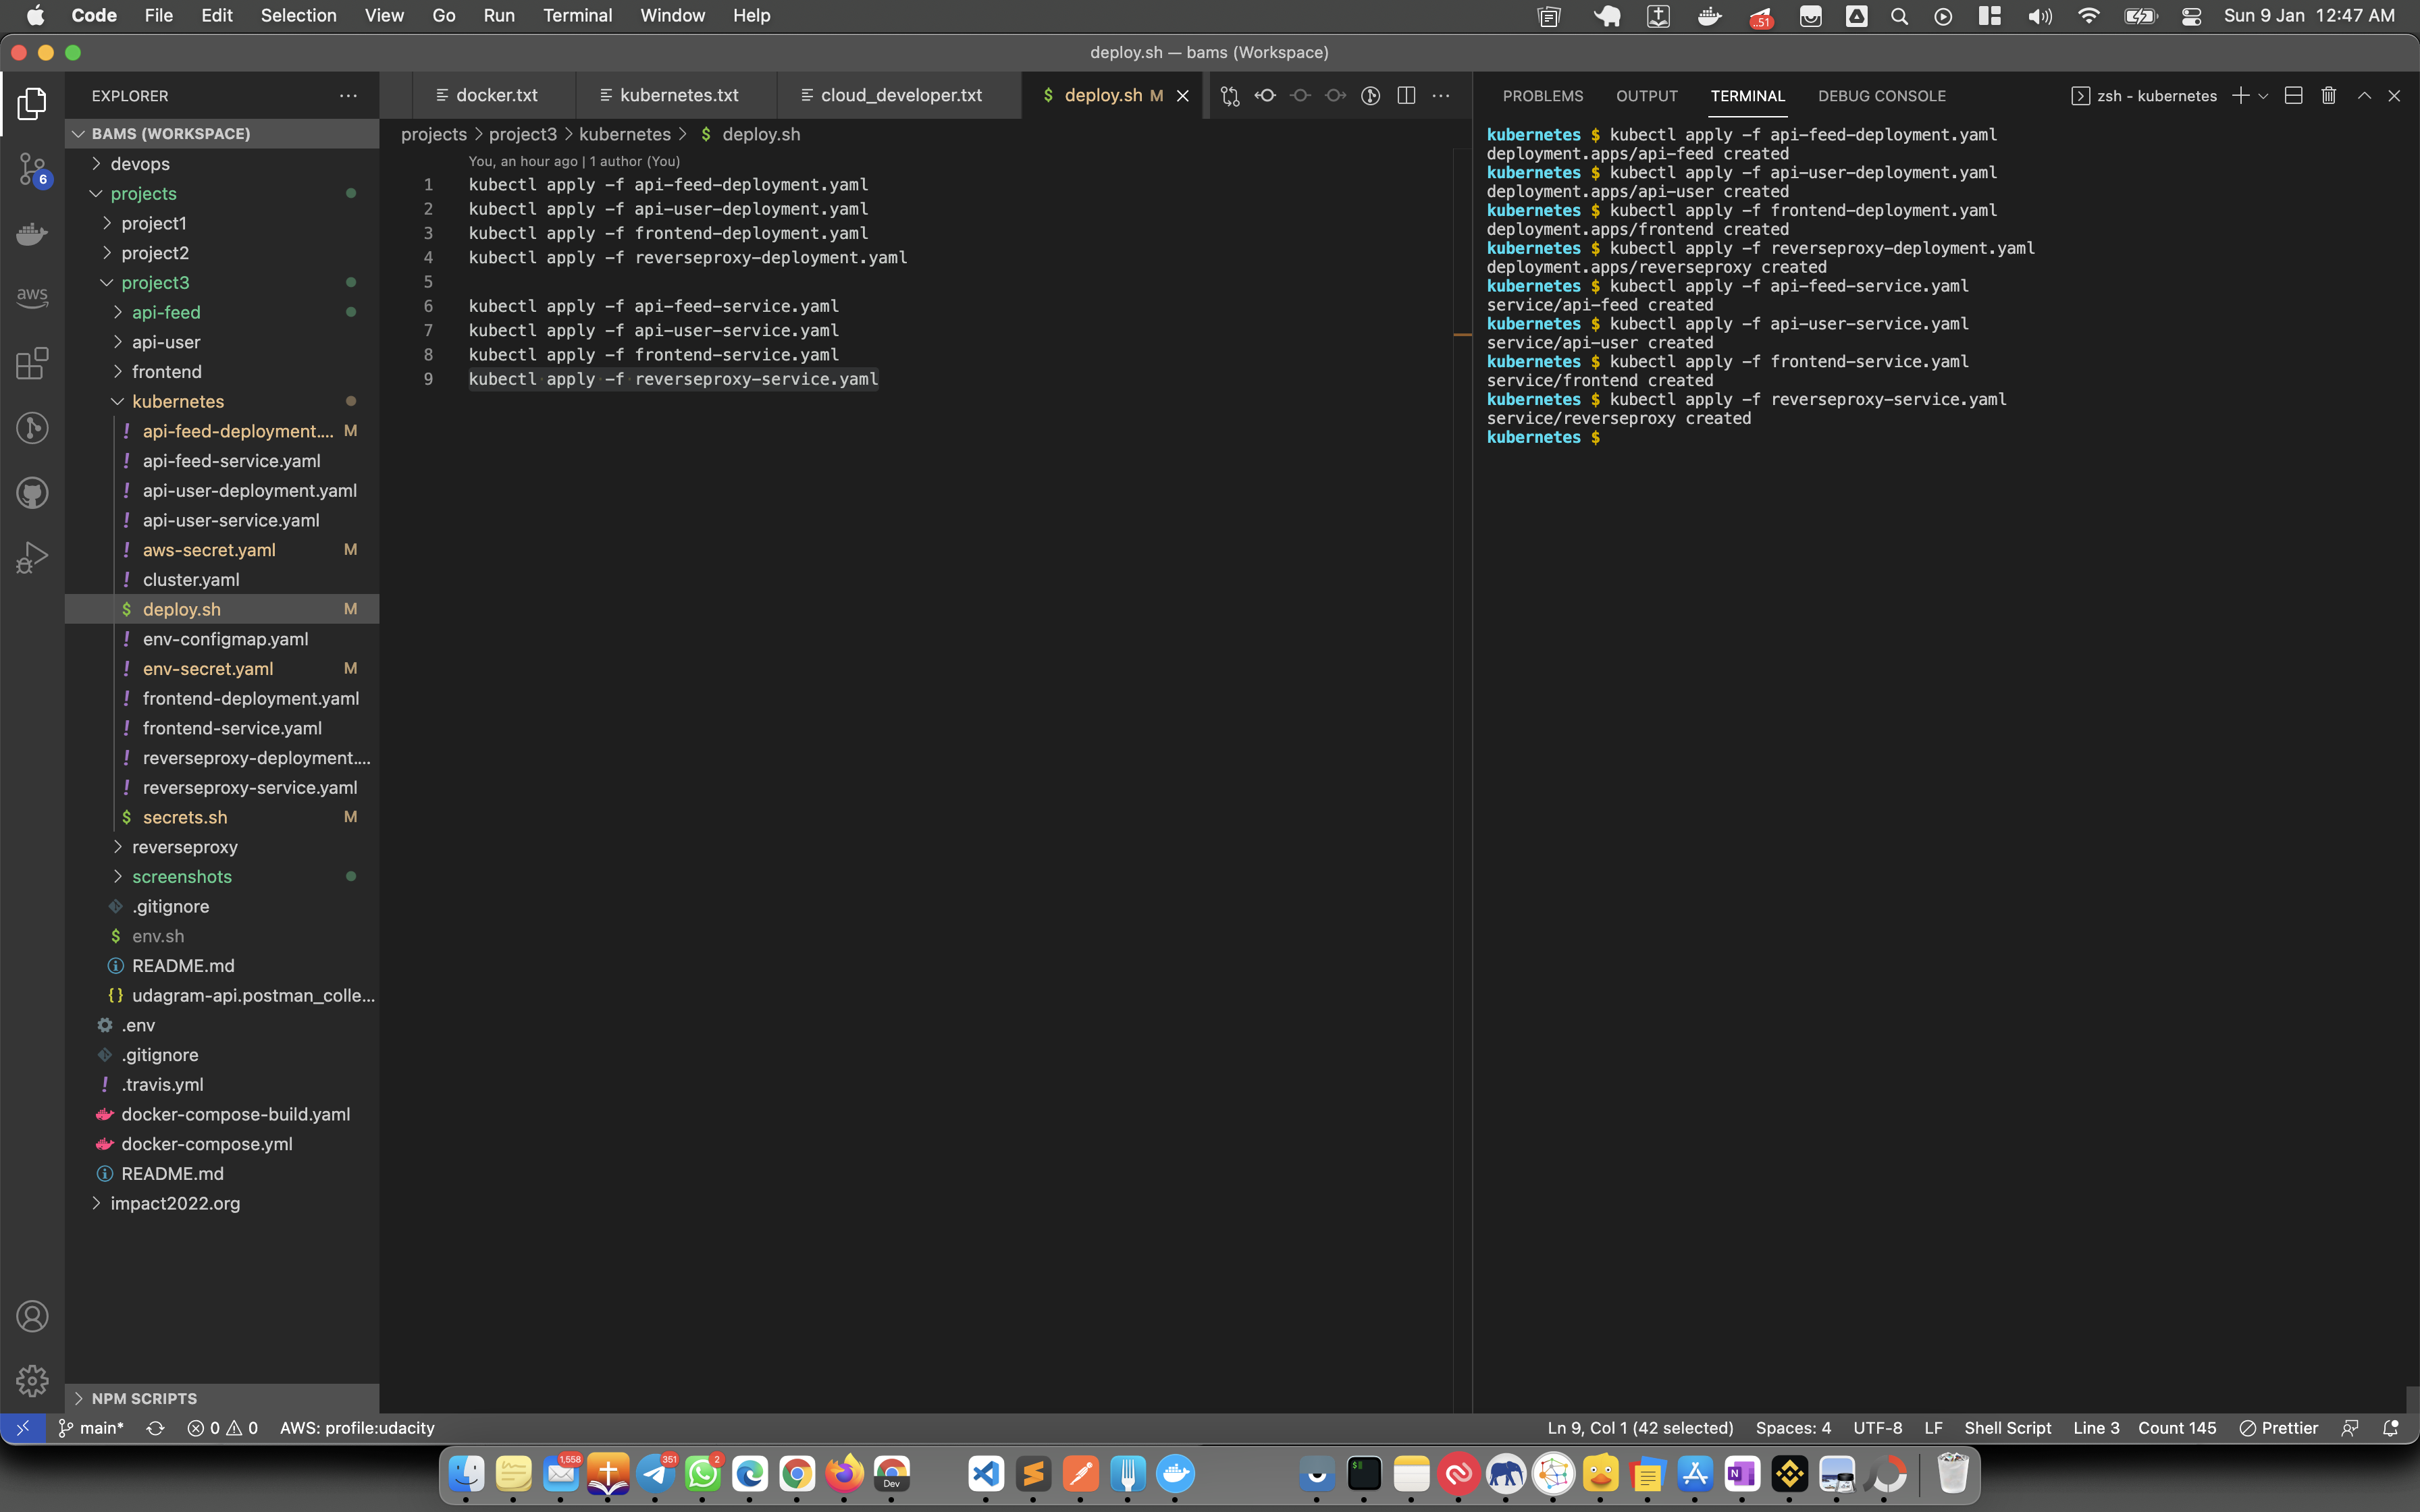 Code File Edit Selection View Go Run Terminal Window Help
..51
Sun 9 Jan 12:47 AM
deploy.sh — bams (Workspace)
EXPLORER
BAMS (WORKSPACE)
devops
projects
project1
project2
project3
api-feed
api-user
frontend
kubernetes
api-feed-deployment.... M
api-feed-service.yaml
api-user-deployment.yaml
api-user-service.yaml
aws-secret.yaml M
cluster.yaml
deploy.sh M
env-configmap.yaml
env-secret.yaml M
frontend-deployment.yaml
frontend-service.yaml
reverseproxy-deployment....
reverseproxy-service.yaml
secrets.sh M
reverseproxy
screenshots
.gitignore
env.sh
README.md
udagram-api.postman_colle...
.env
.gitignore
.travis.yml
docker-compose-build.yaml
docker-compose.yml
README.md
impact2022.org
NPM SCRIPTS
6
aws
docker.txt kubernetes.txt cloud_developer.txt $ deploy.sh M
projects > project3 > kubernetes > $ deploy.sh
You, an hour ago | 1 author (You)
1 kubectl apply -f api-feed-deployment.yaml
2 kubectl apply -f api-user-deployment.yaml
3 kubectl apply -f frontend-deployment.yaml
4 kubectl apply -f reverseproxy-deployment.yaml
5
6 kubectl apply -f api-feed-service.yaml
7 kubectl apply -f api-user-service.yaml
8 kubectl apply -f frontend-service.yaml
9 kubectl apply -f reverseproxy-service.yaml
PROBLEMS OUTPUT TERMINAL DEBUG CONSOLE zsh - kubernetes
kubernetes $ kubectl apply -f api-feed-deployment.yaml
deployment.apps/api-feed created
kubernetes $ kubectl apply -f api-user-deployment.yaml
deployment.apps/api-user created
kubernetes $ kubectl apply -f frontend-deployment.yaml
deployment.apps/frontend created
kubernetes $ kubectl apply -f reverseproxy-deployment.yaml
deployment.apps/reverseproxy created
kubernetes $ kubectl apply -f api-feed-service.yaml
service/api-feed created
kubernetes $ kubectl apply -f api-user-service.yaml
service/api-user created
kubernetes $ kubectl apply -f frontend-service.yaml
service/frontend created
kubernetes $ kubectl apply -f reverseproxy-service.yaml
service/reverseproxy created
kubernetes $
main* 0 0 AWS: profile:udacity
Ln 9, Col 1 (42 selected) Spaces: 4 UTF-8 LF Shell Script Line 3 Count 145 Prettier
1,558 351 2 Dev